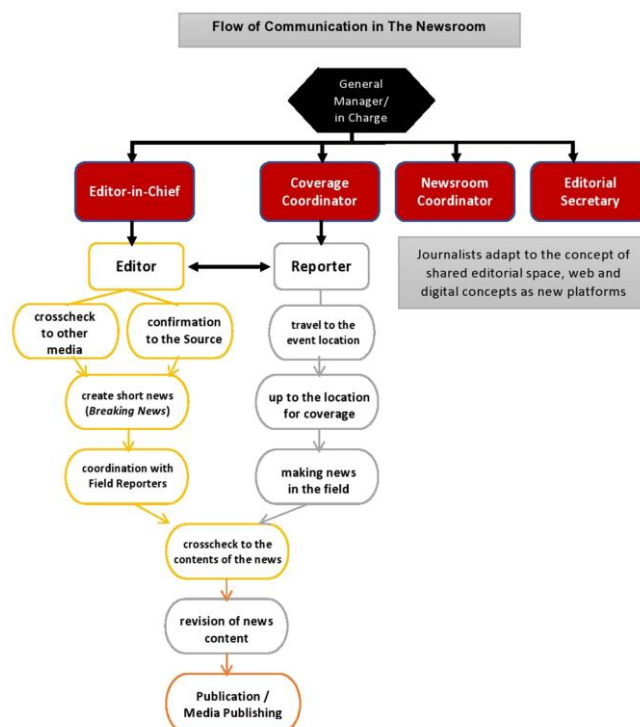 Flow of Communication in The Newsroom
General
Manager/
in Charge
Editor-in-Chief
Coverage
Coordinator
Newsroom
Coordinator
Editorial
Secretary
Editor
Reporter
Journalists adapt to the concept of
shared editorial space, web and
digital concepts as new platforms
crosscheck
to other
media
confirmation
to the Source
travel to the
event location
create short news
(Breaking News)
up to the location
for coverage
coordination with
Field Reporters
making news
in the field
crosscheck to the
contents of the news
revision of news
content
Publication /
Media Publishing